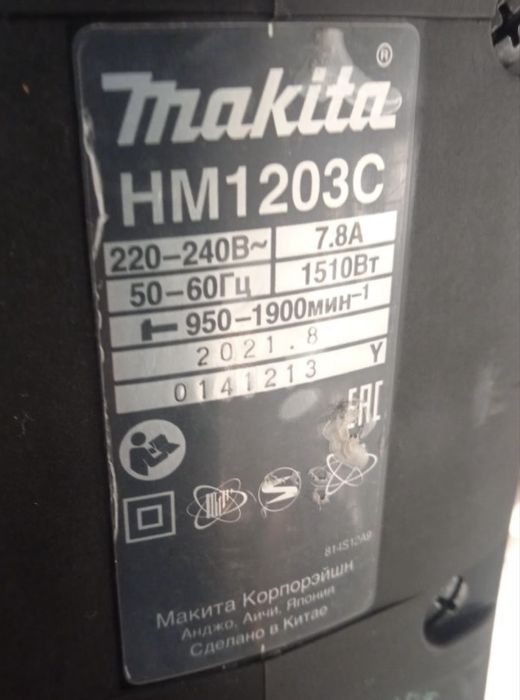 makita®
HM1203C
220-240В~ 7.8A
50-60Гц 1510Вт
950-1900мин-1
2021.8
0141213 Y
EAC
814S12A9
Макита Корпорэйшн
Анджо, Аичи, Япония
Сделано в Китае